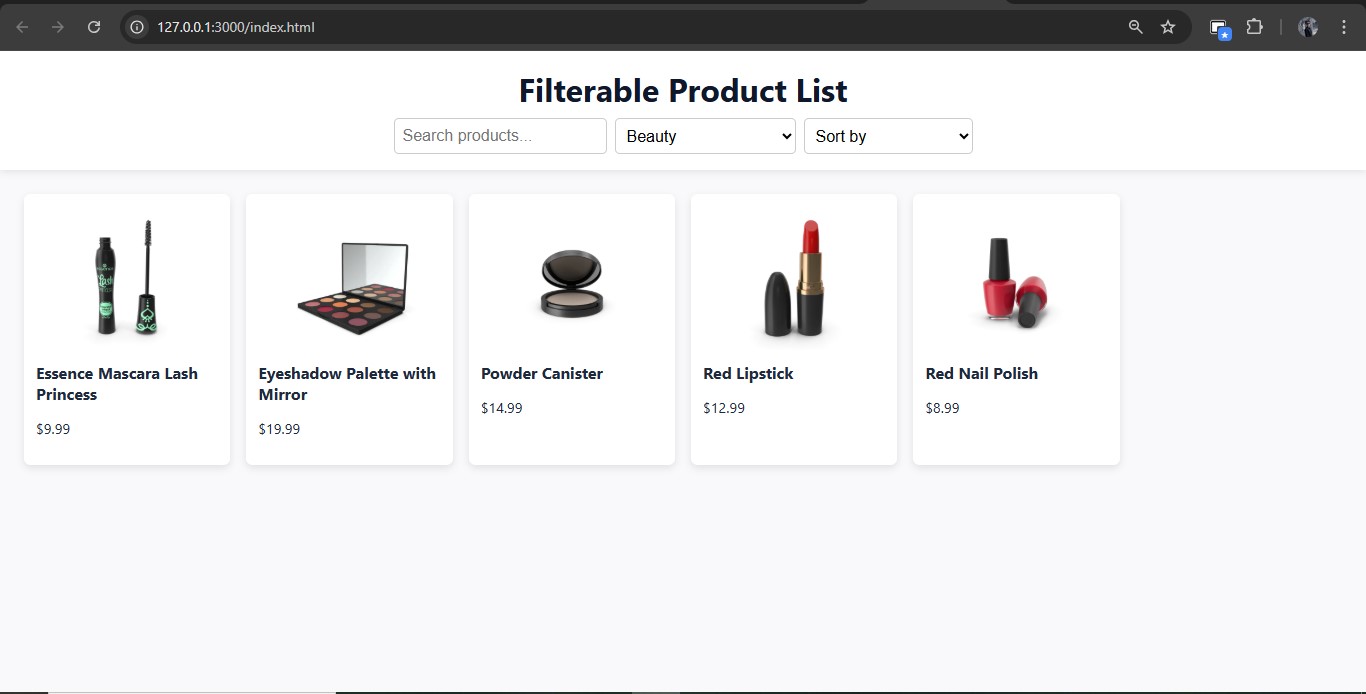 127.0.0.1:3000/index.html
Filterable Product List
Search products...
Beauty
Sort by
Essence Mascara Lash
Princess
$9.99
Eyeshadow Palette with
Mirror
$19.99
Powder Canister
$14.99
Red Lipstick
$12.99
Red Nail Polish
$8.99